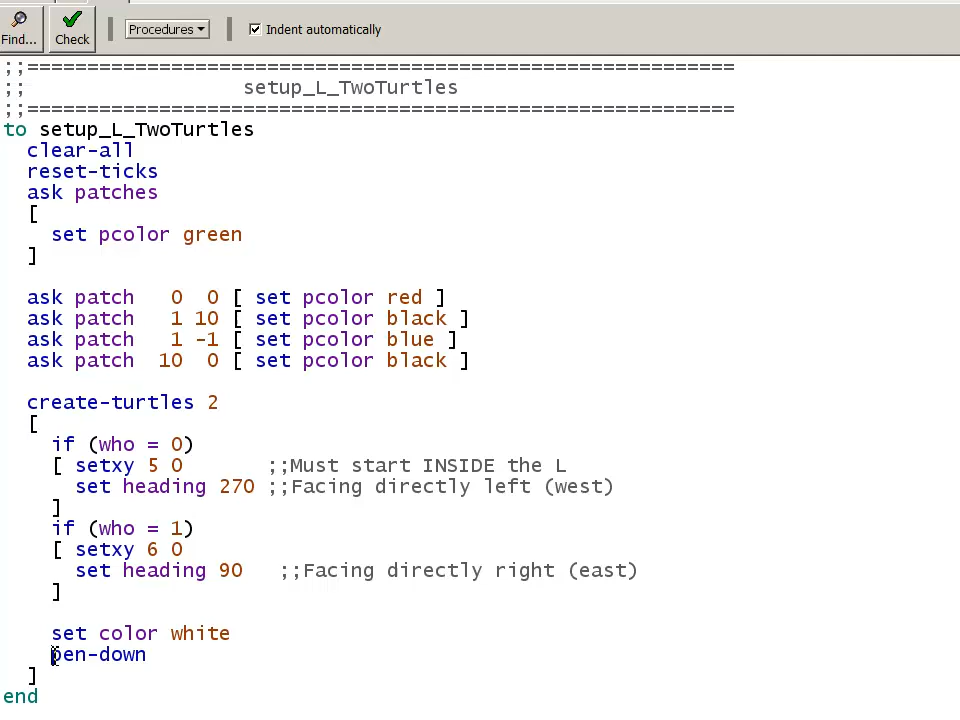 Find... Check Procedures Indent automatically
;;===========================================================
;;                  setup_L_TwoTurtles
;;===========================================================
to setup_L_TwoTurtles
  clear-all
  reset-ticks
  ask patches
  [
    set pcolor green
  ]
  ask patch   0  0 [ set pcolor red ]
  ask patch   1 10 [ set pcolor black ]
  ask patch   1 -1 [ set pcolor blue ]
  ask patch  10  0 [ set pcolor black ]
  create-turtles 2
  [
    if (who = 0)
    [ setxy 5 0       ;;Must start INSIDE the L
      set heading 270 ;;Facing directly left (west)
    ]
    if (who = 1)
    [ setxy 6 0
      set heading 90   ;;Facing directly right (east)
    ]
    set color white
    pen-down
  ]
end